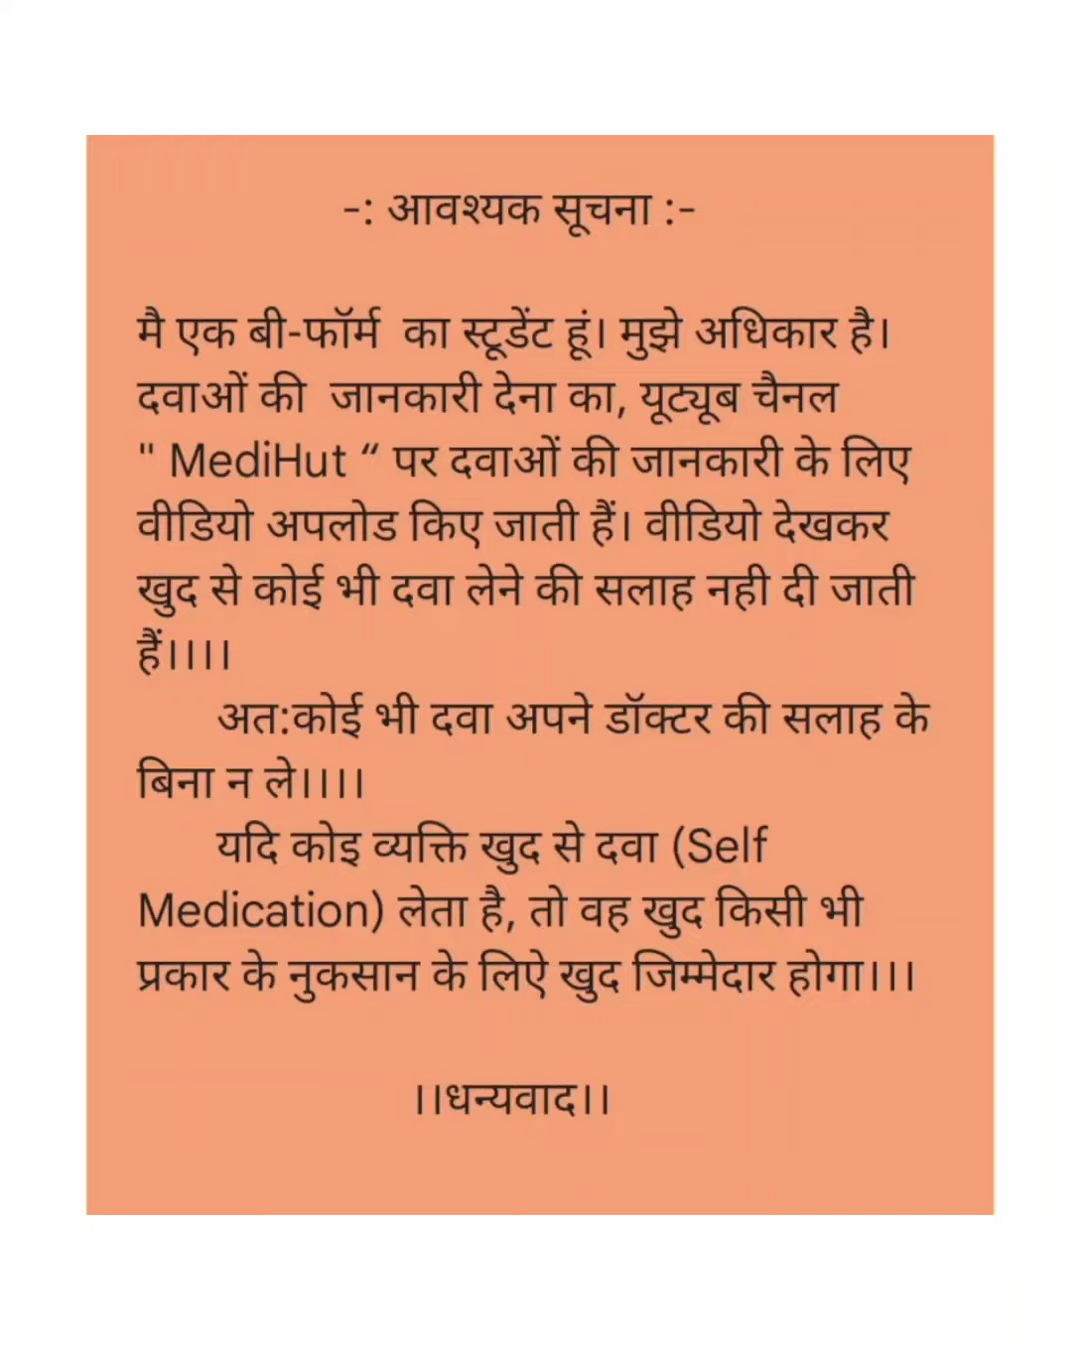 -: आवश्यक सूचना :-
मै एक बी-फॉर्म का स्टूडेंट हूं। मुझे अधिकार है।
दवाओं की जानकारी देना का, यूट्यूब चैनल
" MediHut “ पर दवाओं की जानकारी के लिए
वीडियो अपलोड किए जाती हैं। वीडियो देखकर
खुद से कोई भी दवा लेने की सलाह नही दी जाती
हैं।।।।
अत:कोई भी दवा अपने डॉक्टर की सलाह के
बिना न ले।।।।
यदि कोइ व्यक्ति खुद से दवा (Self
Medication) लेता है, तो वह खुद किसी भी
प्रकार के नुकसान के लिऐ खुद जिम्मेदार होगा।।।
।।धन्यवाद।।